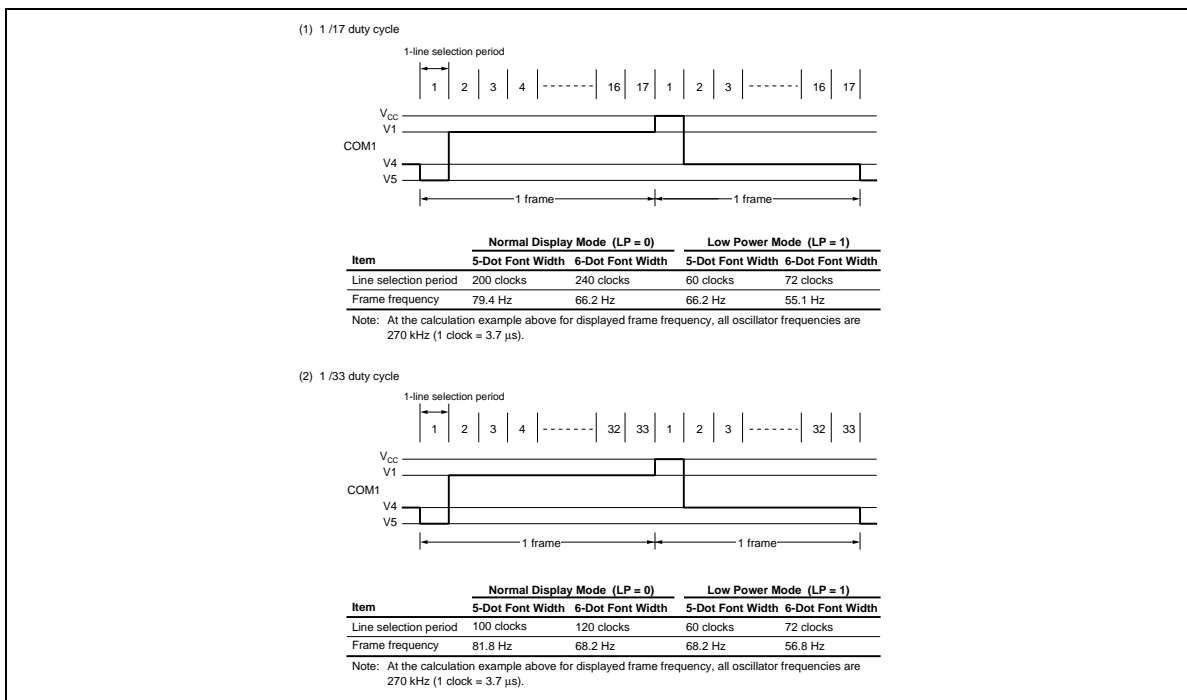 (1) 1 /17 duty cycle
1-line selection period
1 2 3 4 -------- 16 17 1 2 3 ------- 16 17
VCC
V1
COM1
V4
V5
1 frame 1 frame
Normal Display Mode (LP = 0) Low Power Mode (LP = 1)
Item 5-Dot Font Width 6-Dot Font Width 5-Dot Font Width 6-Dot Font Width
Line selection period 200 clocks 240 clocks 60 clocks 72 clocks
Frame frequency 79.4 Hz 66.2 Hz 66.2 Hz 55.1 Hz
Note: At the calculation example above for displayed frame frequency, all oscillator frequencies are
270 kHz (1 clock = 3.7 µs).
(2) 1 /33 duty cycle
1-line selection period
1 2 3 4 ------- 32 33 1 2 3 ------- 32 33
VCC
V1
COM1
V4
V5
1 frame 1 frame
Normal Display Mode (LP = 0) Low Power Mode (LP = 1)
Item 5-Dot Font Width 6-Dot Font Width 5-Dot Font Width 6-Dot Font Width
Line selection period 100 clocks 120 clocks 60 clocks 72 clocks
Frame frequency 81.8 Hz 68.2 Hz 68.2 Hz 56.8 Hz
Note: At the calculation example above for displayed frame frequency, all oscillator frequencies are
270 kHz (1 clock = 3.7 µs).